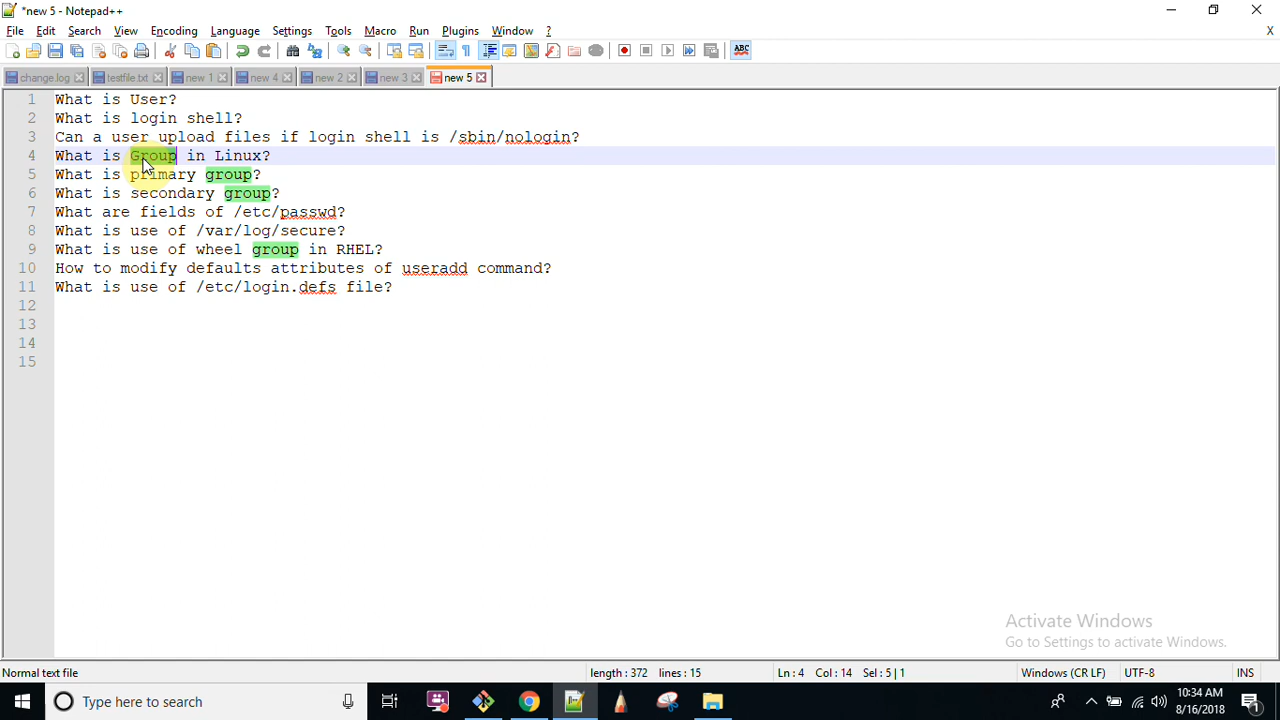 *new 5 - Notepad++
File Edit Search View Encoding Language Settings Tools Macro Run Plugins Window ? X
change.log testfile.txt new 1 new 4 new 2 new 3 new 5
1 What is User?
2 What is login shell?
3 Can a user upload files if login shell is /sbin/nologin?
4 What is Group in Linux?
5 What is primary group?
6 What is secondary group?
7 What are fields of /etc/passwd?
8 What is use of /var/log/secure?
9 What is use of wheel group in RHEL?
10 How to modify defaults attributes of useradd command?
11 What is use of /etc/login.defs file?
12
13
14
15
Activate Windows
Go to Settings to activate Windows.
Normal text file length : 372 lines : 15 Ln : 4 Col : 14 Sel : 5 | 1 Windows (CR LF) UTF-8 INS
Type here to search
10:34 AM
8/16/2018
1